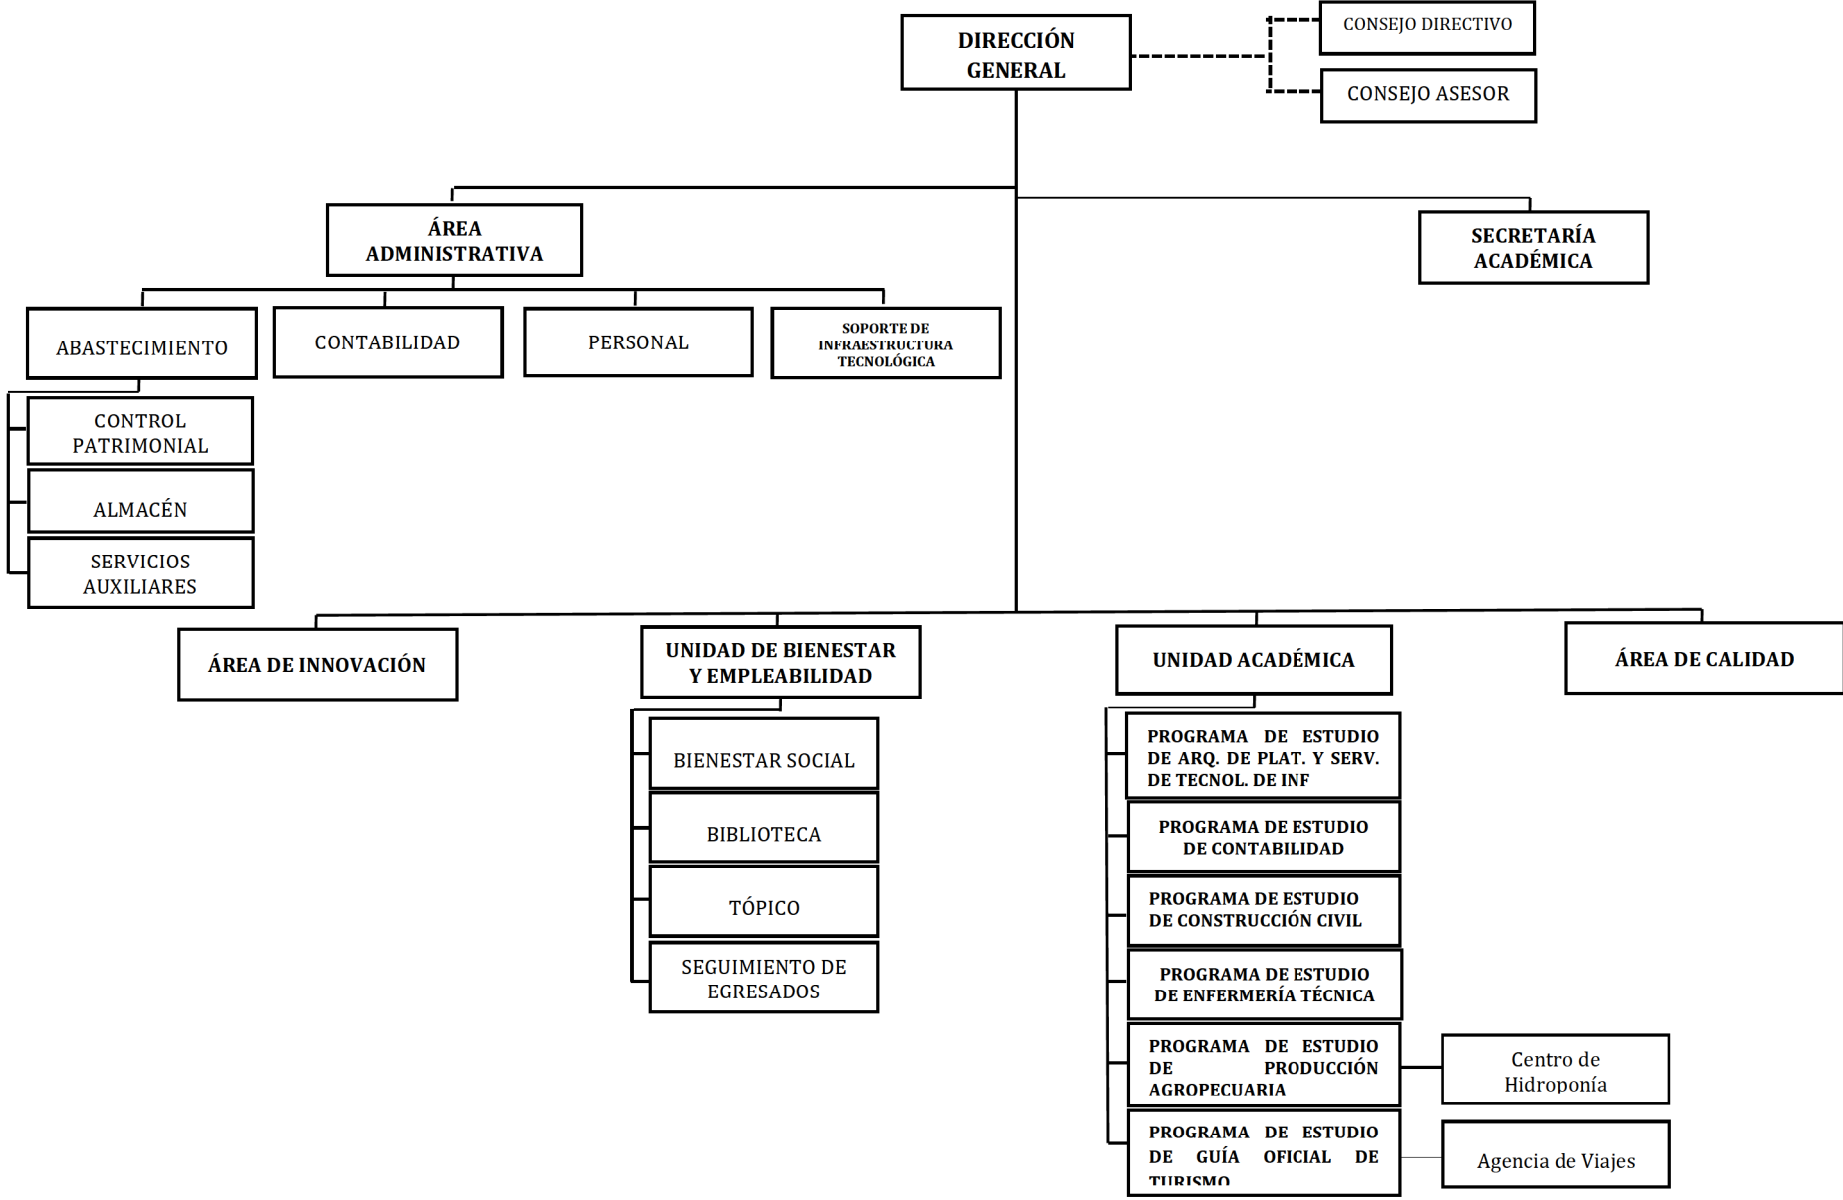 DIRECCIÓN
GENERAL
CONSEJO DIRECTIVO
CONSEJO ASESOR
ÁREA
ADMINISTRATIVA
SECRETARÍA
ACADÉMICA
ABASTECIMIENTO
CONTABILIDAD
PERSONAL
SOPORTE DE
INFRAESTRUCTURA
TECNOLÓGICA
CONTROL
PATRIMONIAL
ALMACÉN
SERVICIOS
AUXILIARES
ÁREA DE INNOVACIÓN
UNIDAD DE BIENESTAR
Y EMPLEABILIDAD
UNIDAD ACADÉMICA
ÁREA DE CALIDAD
BIENESTAR SOCIAL
BIBLIOTECA
TÓPICO
SEGUIMIENTO DE
EGRESADOS
PROGRAMA DE ESTUDIO
DE ARQ. DE PLAT. Y SERV.
DE TECNOL. DE INF
PROGRAMA DE ESTUDIO
DE CONTABILIDAD
PROGRAMA DE ESTUDIO
DE CONSTRUCCIÓN CIVIL
PROGRAMA DE ESTUDIO
DE ENFERMERÍA TÉCNICA
PROGRAMA DE ESTUDIO
DE PRODUCCIÓN
AGROPECUARIA
Centro de
Hidroponía
PROGRAMA DE ESTUDIO
DE GUÍA OFICIAL DE
TURISMO
Agencia de Viajes